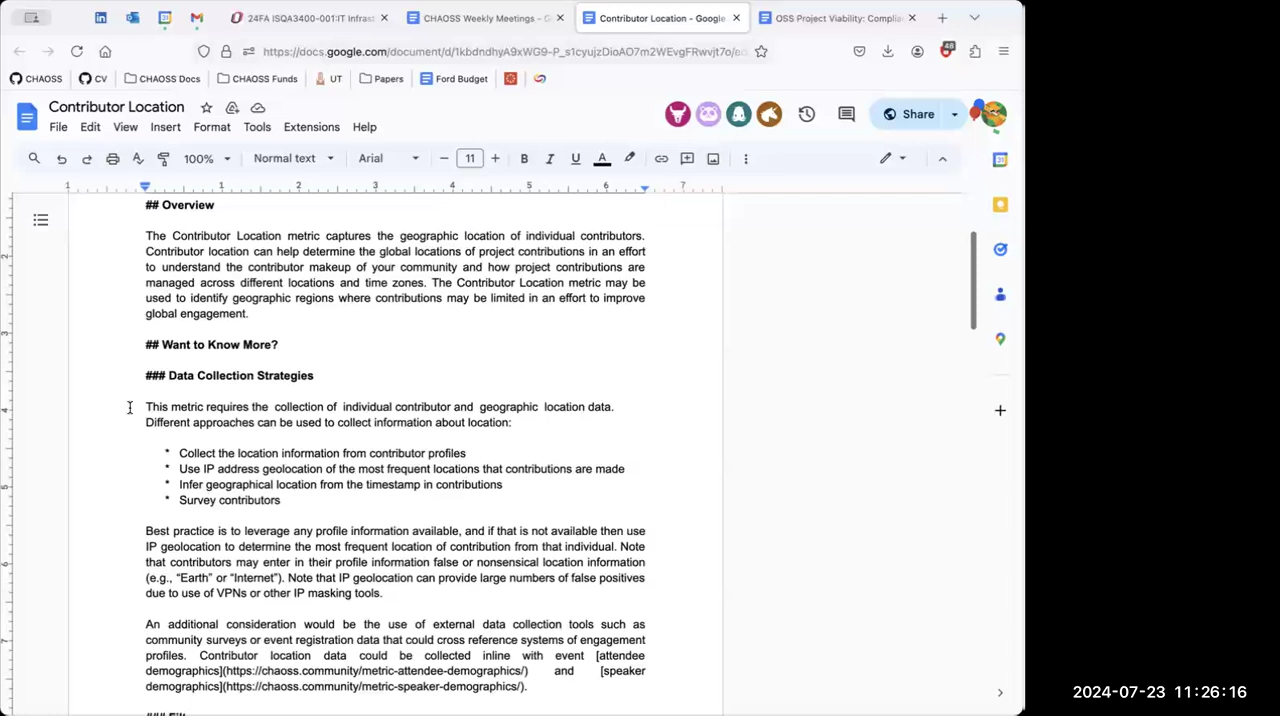 24FA ISQA3400-001:IT Infras
CHAOSS Weekly Meetings - G
Contributor Location - Google
OSS Project Viability: Complia
https://docs.google.com/document/d/1kbdndhyA9xWG9-P_s1cyujzDioAO7m2WEvgFRwvjt7o/ed
48
CHAOSS
CV
CHAOSS Docs
CHAOSS Funds
UT
Papers
Ford Budget
Contributor Location
File Edit View Insert Format Tools Extensions Help
Share
100%
Normal text
Arial
11
B I U A
1 1 2 3 4 5 6 7
## Overview
The Contributor Location metric captures the geographic location of individual contributors.
Contributor location can help determine the global locations of project contributions in an effort
to understand the contributor makeup of your community and how project contributions are
managed across different locations and time zones. The Contributor Location metric may be
used to identify geographic regions where contributions may be limited in an effort to improve
global engagement.
## Want to Know More?
### Data Collection Strategies
This metric requires the collection of individual contributor and geographic location data.
Different approaches can be used to collect information about location:
* Collect the location information from contributor profiles
* Use IP address geolocation of the most frequent locations that contributions are made
* Infer geographical location from the timestamp in contributions
* Survey contributors
Best practice is to leverage any profile information available, and if that is not available then use
IP geolocation to determine the most frequent location of contribution from that individual. Note
that contributors may enter in their profile information false or nonsensical location information
(e.g., “Earth” or “Internet”). Note that IP geolocation can provide large numbers of false positives
due to use of VPNs or other IP masking tools.
An additional consideration would be the use of external data collection tools such as
community surveys or event registration data that could cross reference systems of engagement
profiles. Contributor location data could be collected inline with event [attendee
demographics](https://chaoss.community/metric-attendee-demographics/) and [speaker
demographics](https://chaoss.community/metric-speaker-demographics/).
2024-07-23 11:26:16